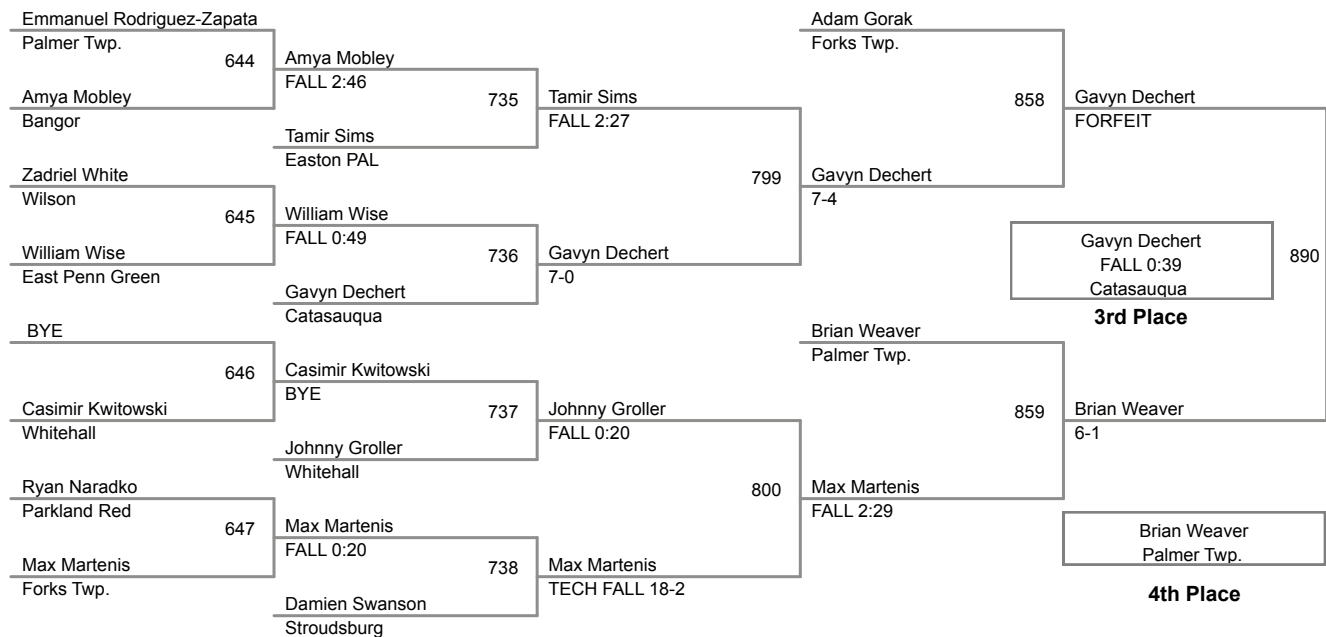 Emmanuel Rodriguez-Zapata
Palmer Twp.
644
Amya Mobley
Bangor
Zadriel White
Wilson
645
William Wise
East Penn Green
BYE
646
Casimir Kwitowski
Whitehall
Ryan Naradko
Parkland Red
647
Max Martenis
Forks Twp.
Amya Mobley
FALL 2:46
735
Tamir Sims
Easton PAL
William Wise
FALL 0:49
736
Gavyn Dechert
Catasauqua
Casimir Kwitowski
BYE
737
Johnny Groller
Whitehall
Max Martenis
FALL 0:20
738
Damien Swanson
Stroudsburg
Tamir Sims
FALL 2:27
799
Gavyn Dechert
7-0
Johnny Groller
FALL 0:20
800
Max Martenis
TECH FALL 18-2
Adam Gorak
Forks Twp.
858
Gavyn Dechert
7-4
Brian Weaver
Palmer Twp.
859
Max Martenis
FALL 2:29
Gavyn Dechert
FORFEIT
890
Brian Weaver
6-1
Gavyn Dechert
FALL 0:39
Catasauqua
3rd Place
Brian Weaver
Palmer Twp.
4th Place